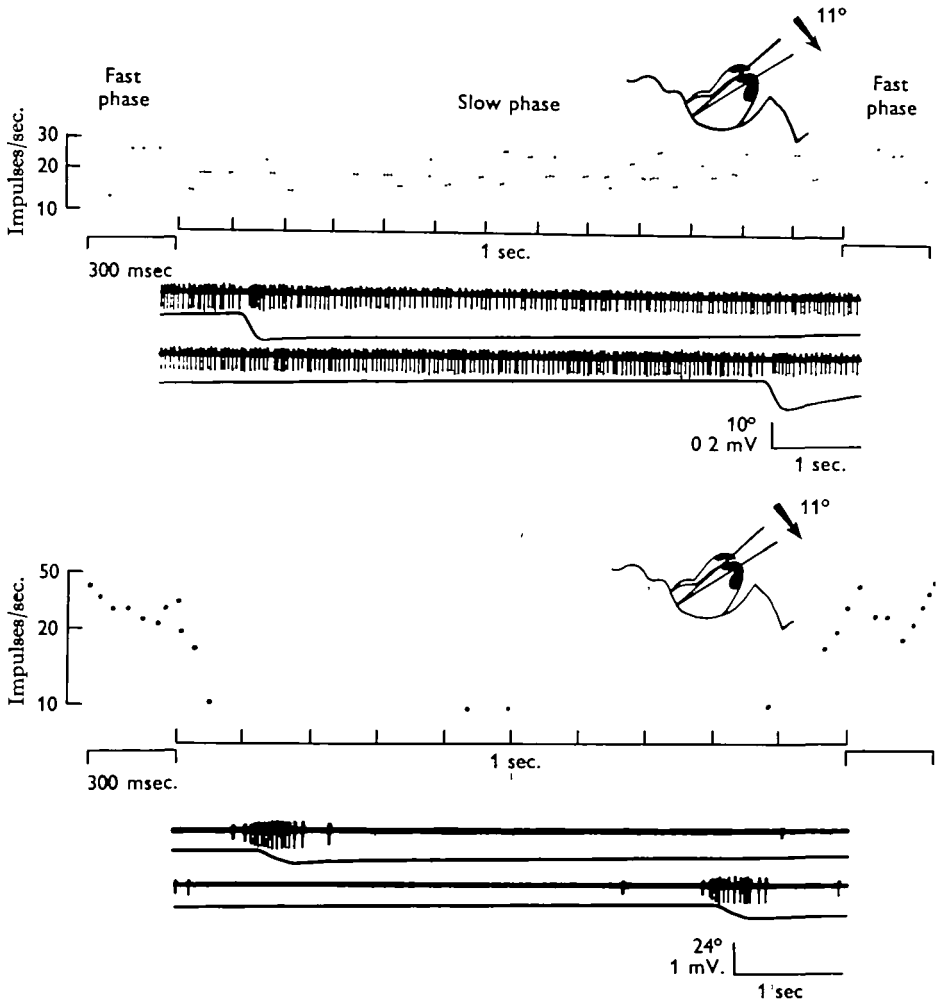 11°
Fast
phase
Slow phase
Fast
phase
Impulses/sec.
30
20
10
1 sec.
300 msec
10°
0 2 mV
1 sec.
11°
Impulses/sec.
50
20
10
1 sec.
300 msec.
24°
1 mV.
1 sec